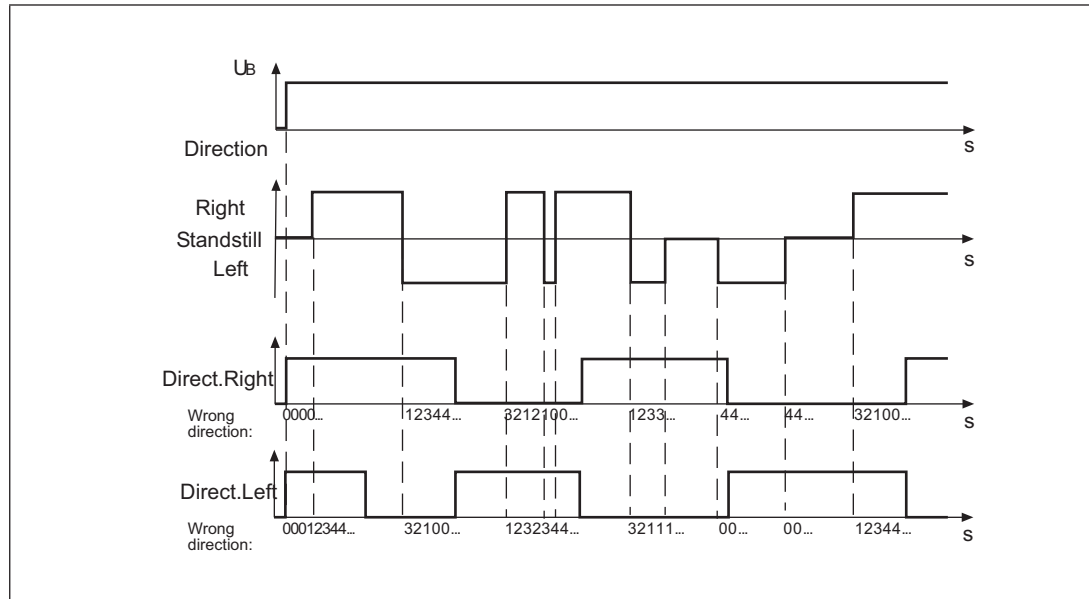 UB
s
Direction
Right
Standstill
Left
s
Direct.Right
Wrong direction:
0000... 12344... 3212100... 1233... 44... 44... 32100...
s
Direct.Left
Wrong direction:
00012344... 32100... 1232344... 32111... 00... 00... 12344...
s